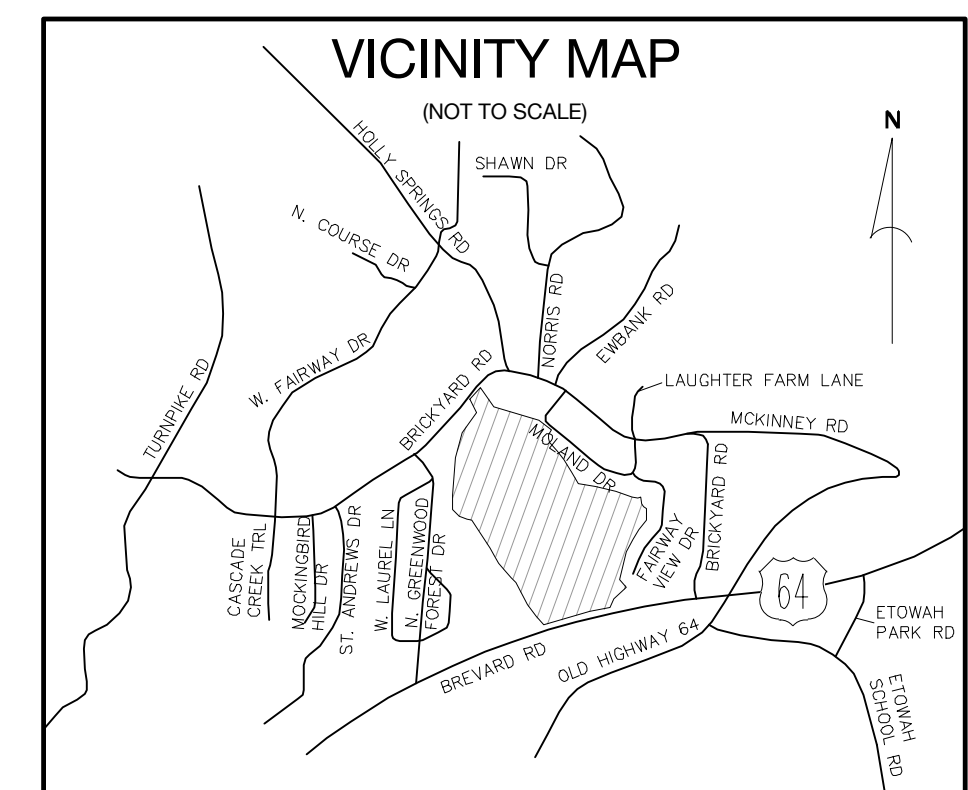 VICINITY MAP
(NOT TO SCALE)
N
HOLLY SPRINGS RD
SHAWN DR
N. COURSE DR
NORRIS RD
EWBANK RD
TURNPIKE RD
W. FAIRWAY DR
BRICKYARD RD
LAUGHTER FARM LANE
MCKINNEY RD
MOLAND DR
BRICKYARD RD
FAIRWAY
VIEW DR
CASCADE
CREEK TRL
MOCKINGBIRD
HILL DR
ST. ANDREWS DR
W. LAUREL LN
N. GREENWOOD
FOREST DR
64
ETOWAH
PARK RD
BREVARD RD
OLD HIGHWAY 64
ETOWAH
SCHOOL RD